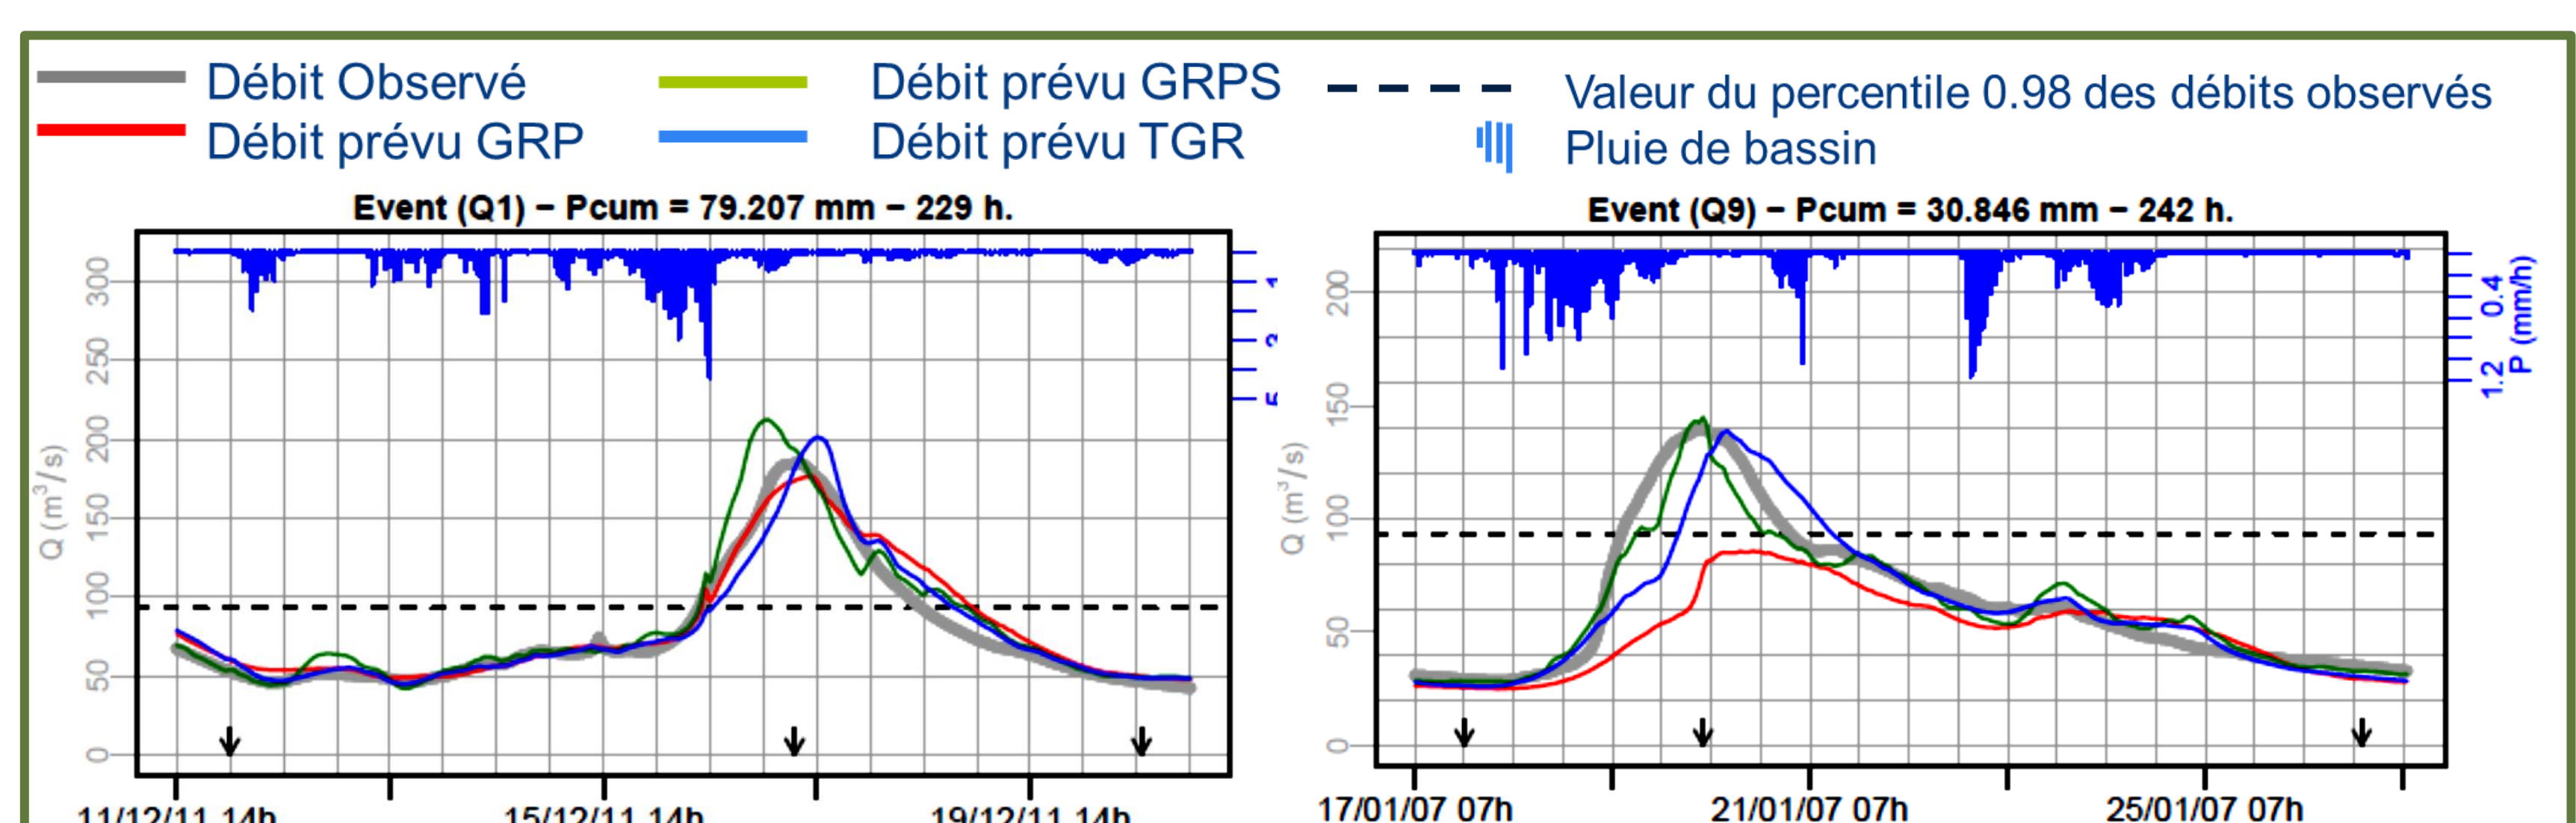 Débit Observé
Débit prévu GRPS
Valeur du percentile 0.98 des débits observés
Débit prévu GRP
Débit prévu TGR
Pluie de bassin
Event (Q1) − Pcum = 79.207 mm − 229 h.
300
250
200
150
100
50
0
Q (m³/s)
1
11/12/11 14h
15/12/11 14h
19/12/11 14h
Event (Q9) − Pcum = 30.846 mm − 242 h.
200
150
100
50
0
Q (m³/s)
0.4
1.2
P (mm/h)
17/01/07 07h
21/01/07 07h
25/01/07 07h